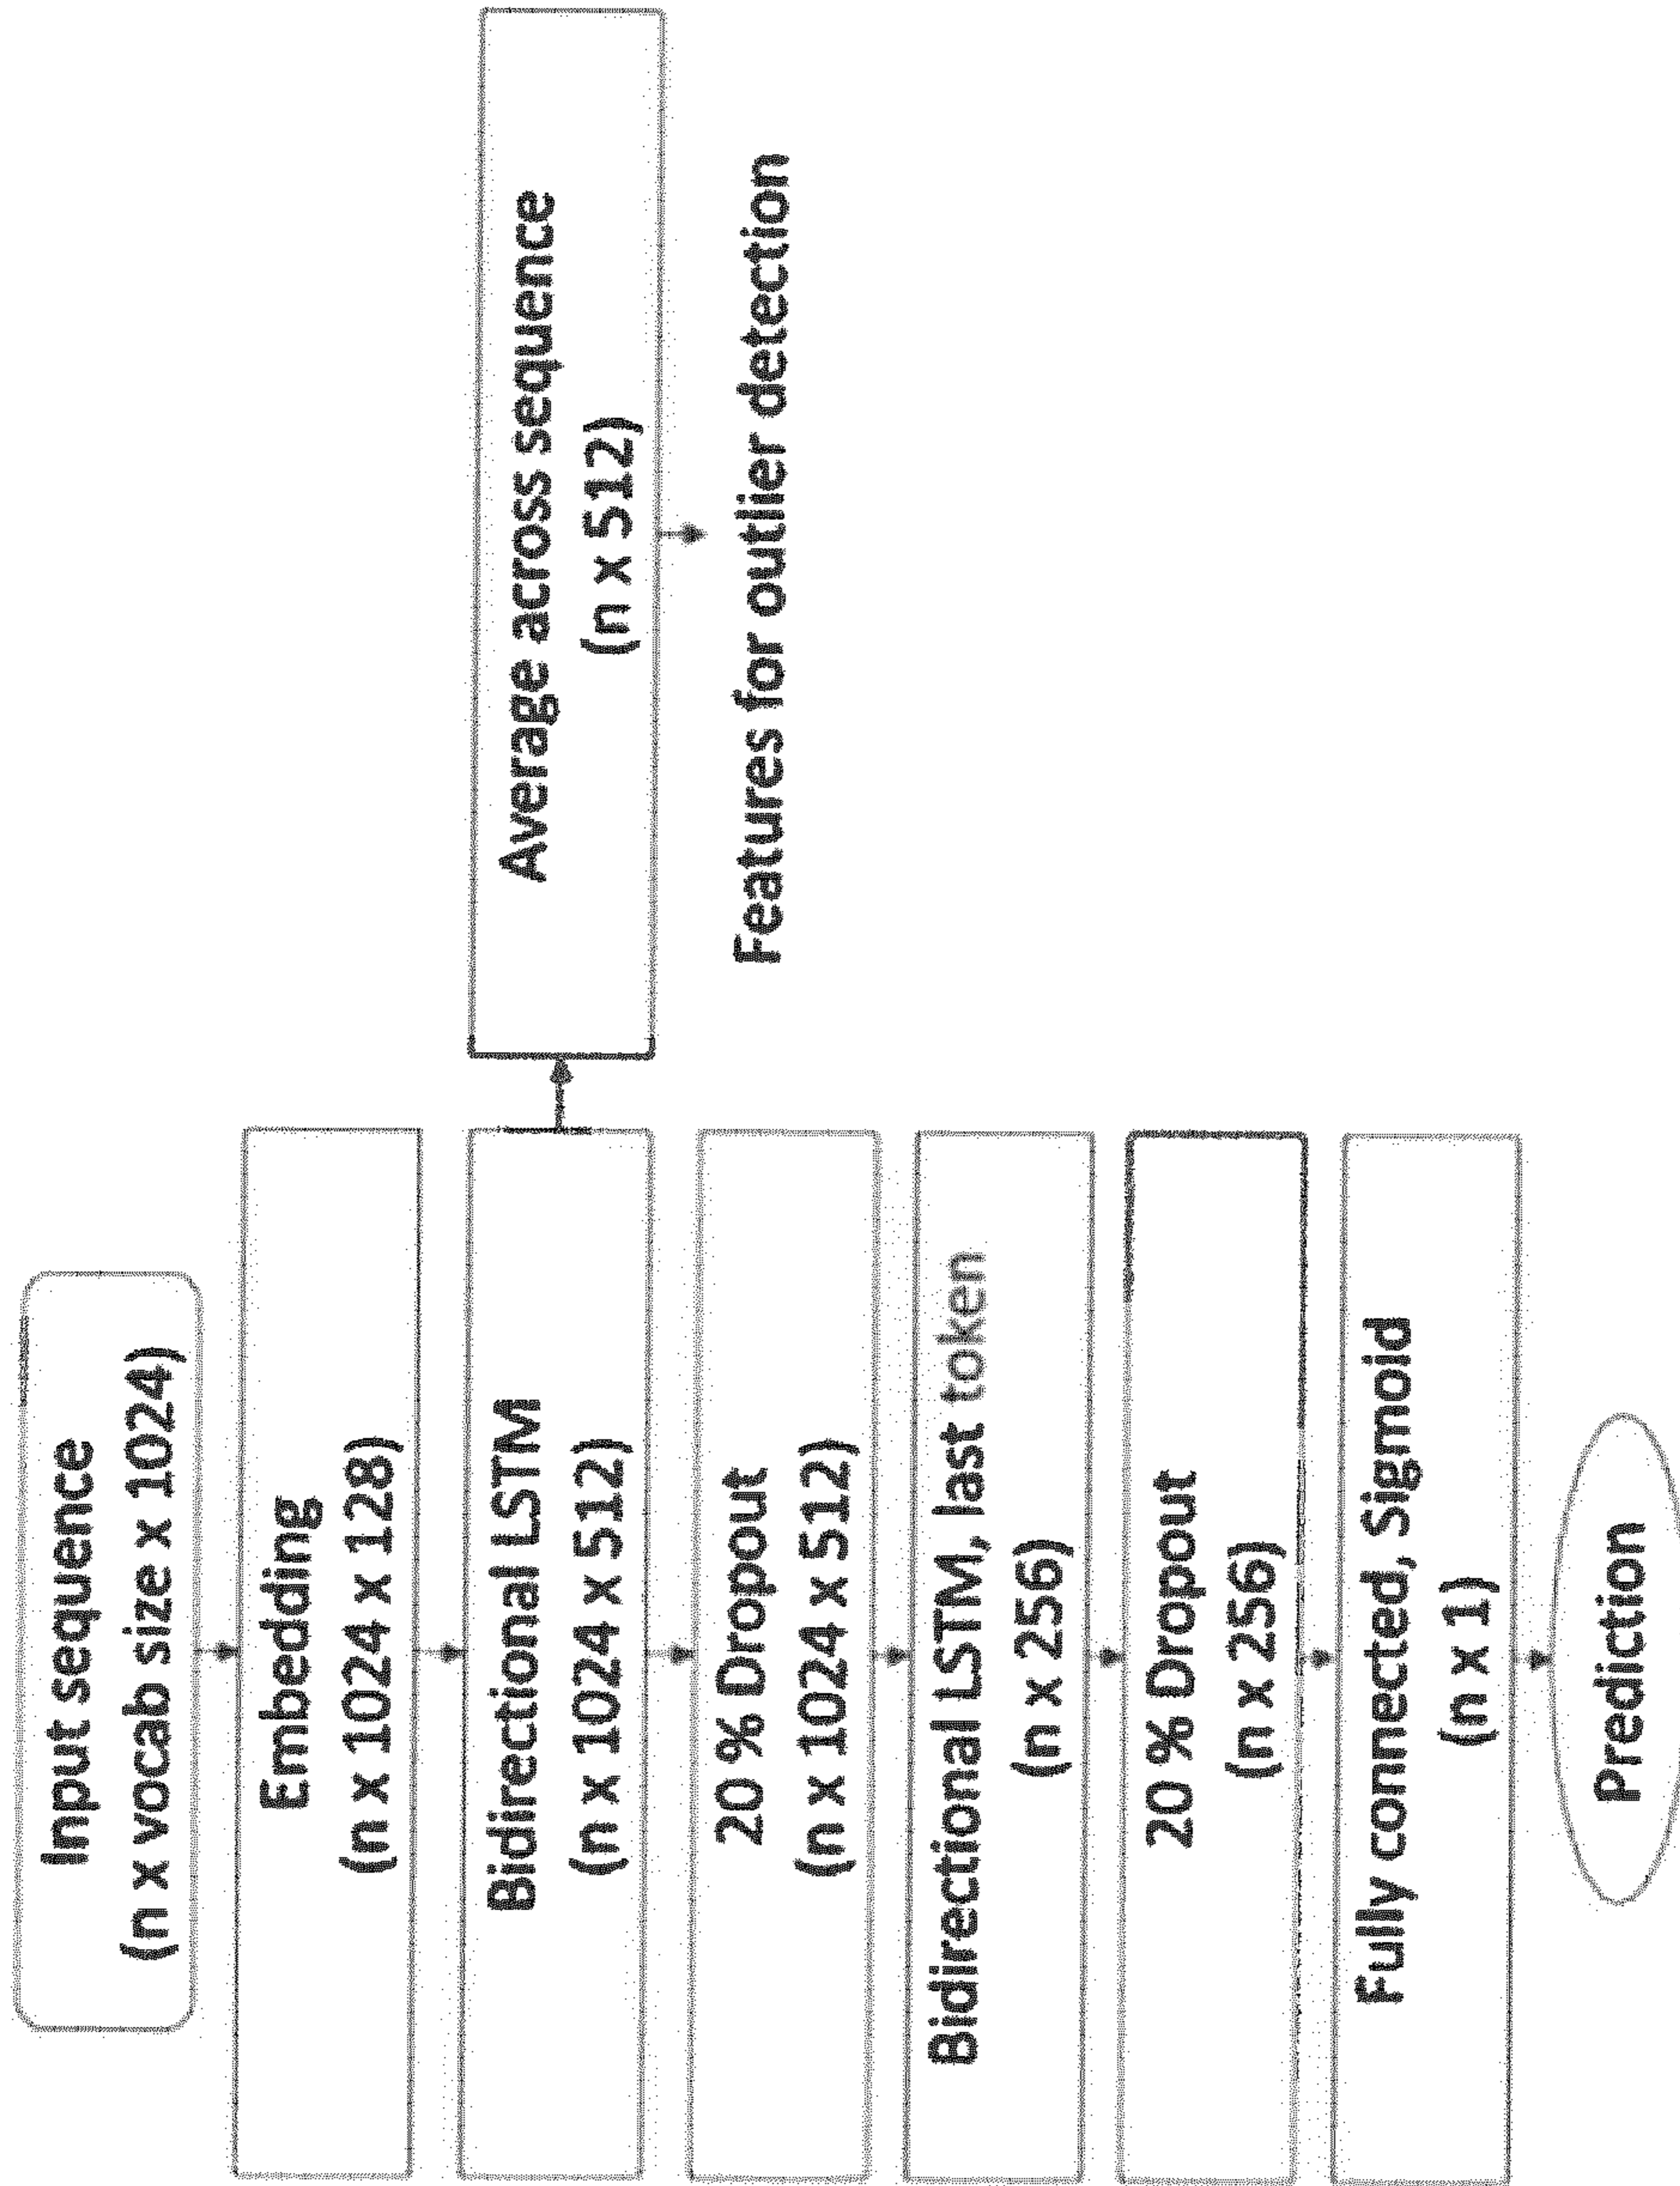 Input sequence
(n x vocab size x 1024)
Embedding
(n x 1024 x 128)
Bidirectional LSTM
(n x 1024 x 512)
Average across sequence
(n x 512)
Features for outlier detection
20 % Dropout
(n x 1024 x 512)
Bidirectional LSTM, last token
(n x 256)
20 % Dropout
(n x 256)
Fully connected, Sigmoid
(n x 1)
Prediction